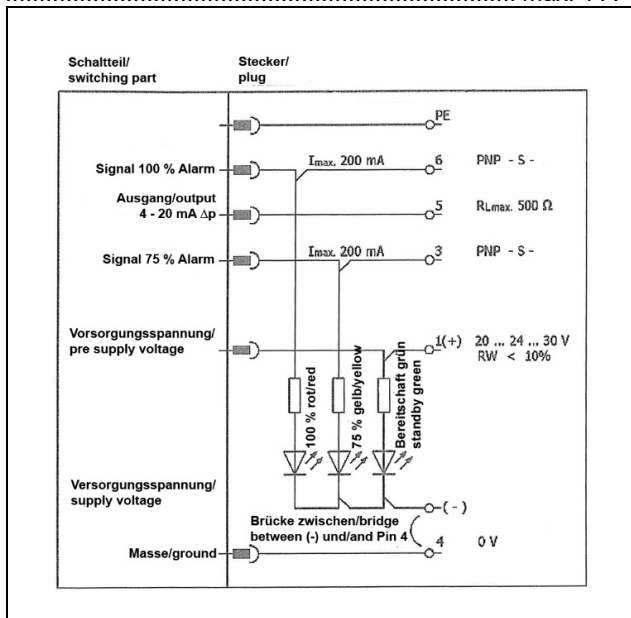 Schaltteil/
switching part
Stecker/
plug
PE
Signal 100 % Alarm
Imax. 200 mA
6
PNP - S -
Ausgang/output
4 - 20 mA Δp
5
RLmax. 500 Ω
Signal 75 % Alarm
Imax. 200 mA
3
PNP - S -
Vorsorgungsspannung/
pre supply voltage
1(+)
20 ... 24 ... 30 V
RW < 10%
100 % rot/red
75 % gelb/yellow
Bereitschaft grün
standby green
Versorgungsspannung/
supply voltage
(-)
Brücke zwischen/bridge
between (-) und/and Pin 4
Masse/ground
4
0 V